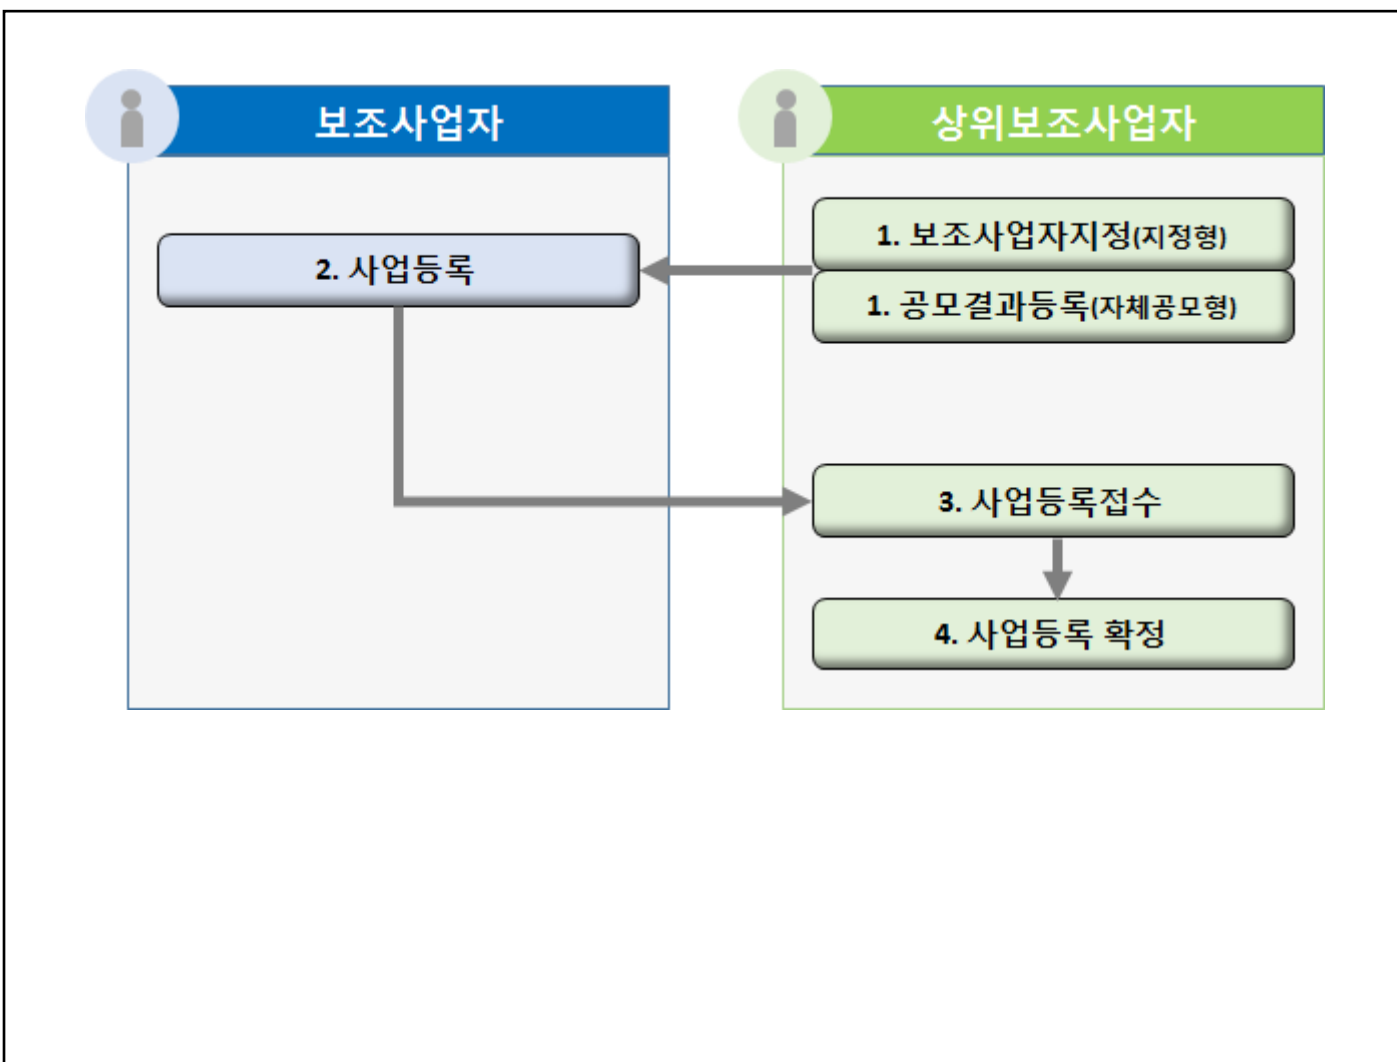 보조사업자
상위보조사업자
1. 보조사업자지정(지정형)
2. 사업등록
1. 공모결과등록(자체공모형)
3. 사업등록접수
4. 사업등록 확정